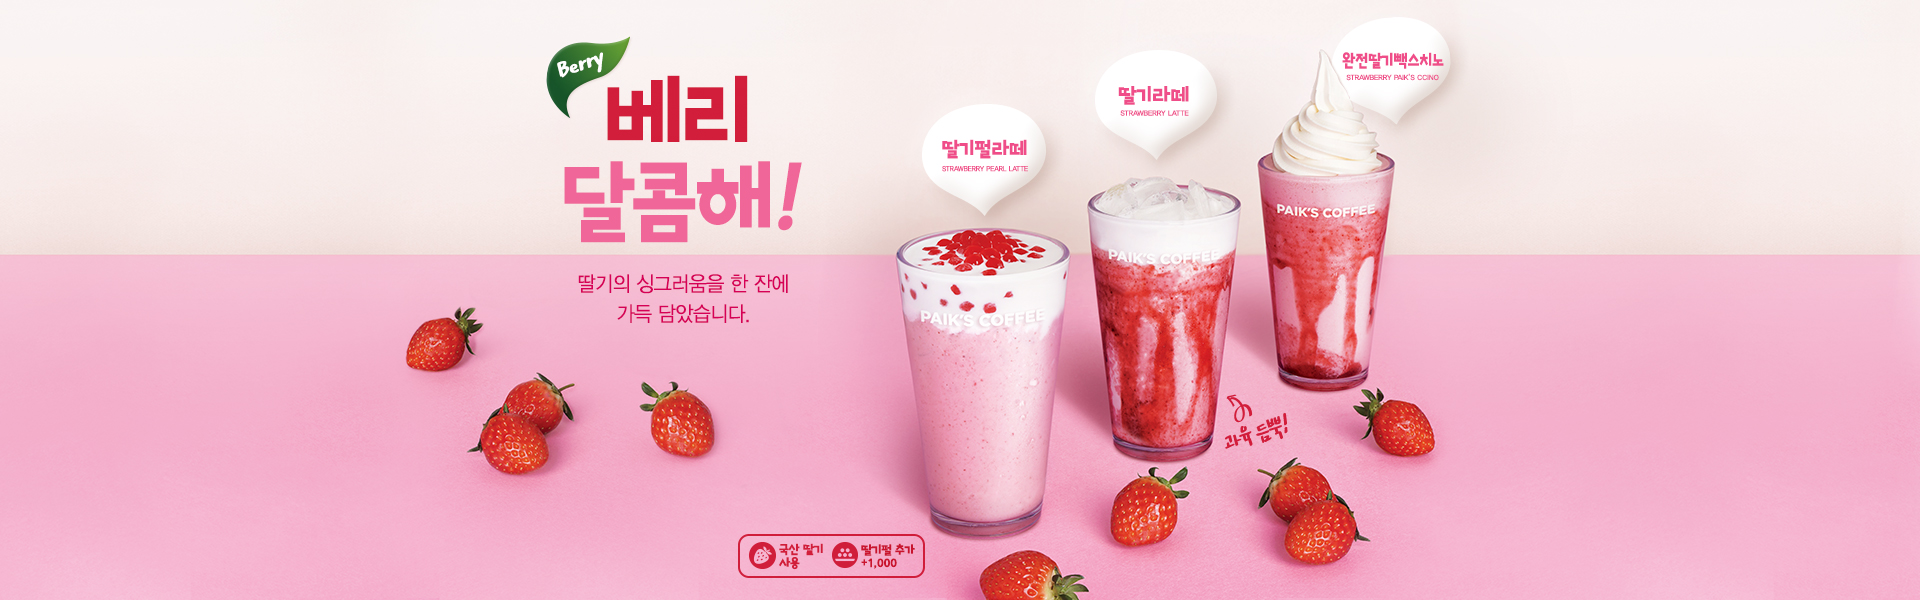 Berry
베리
달콤해!
딸기의 싱그러움을 한 잔에
가득 담았습니다.
딸기펄라떼
STRAWBERRY PEARL LATTE
딸기라떼
STRAWBERRY LATTE
완전딸기빽스치노
STRAWBERRY PAIK'S CCINO
PAIK'S COFFEE
PAIK'S COFFEE
PAIK'S COFFEE
과육 듬뿍!
국산 딸기
사용
딸기펄 추가
+1,000